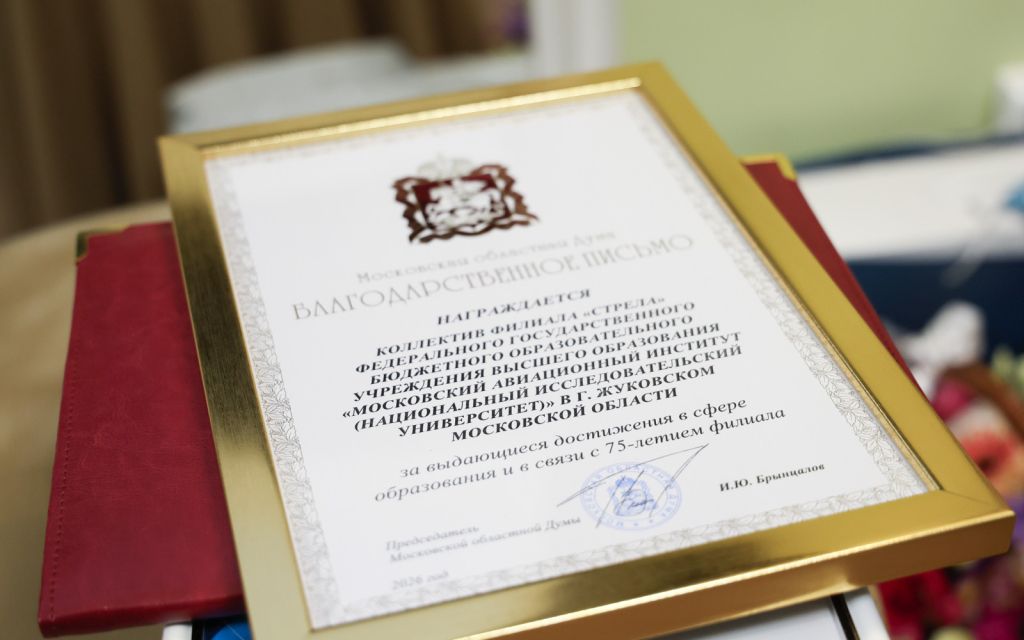 Московская областная Дума
БЛАГОДАРСТВЕННОЕ ПИСЬМО
НАГРАЖДАЕТСЯ
КОЛЛЕКТИВ ФИЛИАЛА «СТРЕЛА»
ФЕДЕРАЛЬНОГО ГОСУДАРСТВЕННОГО
БЮДЖЕТНОГО ОБРАЗОВАТЕЛЬНОГО
УЧРЕЖДЕНИЯ ВЫСШЕГО ОБРАЗОВАНИЯ
«МОСКОВСКИЙ АВИАЦИОННЫЙ ИНСТИТУТ
(НАЦИОНАЛЬНЫЙ ИССЛЕДОВАТЕЛЬСКИЙ
УНИВЕРСИТЕТ)» В Г. ЖУКОВСКОМ
МОСКОВСКОЙ ОБЛАСТИ
за выдающиеся достижения в сфере
образования и в связи с 75-летием филиала
Председатель
Московской областной Думы
И.Ю. Брынцалов
2026 год